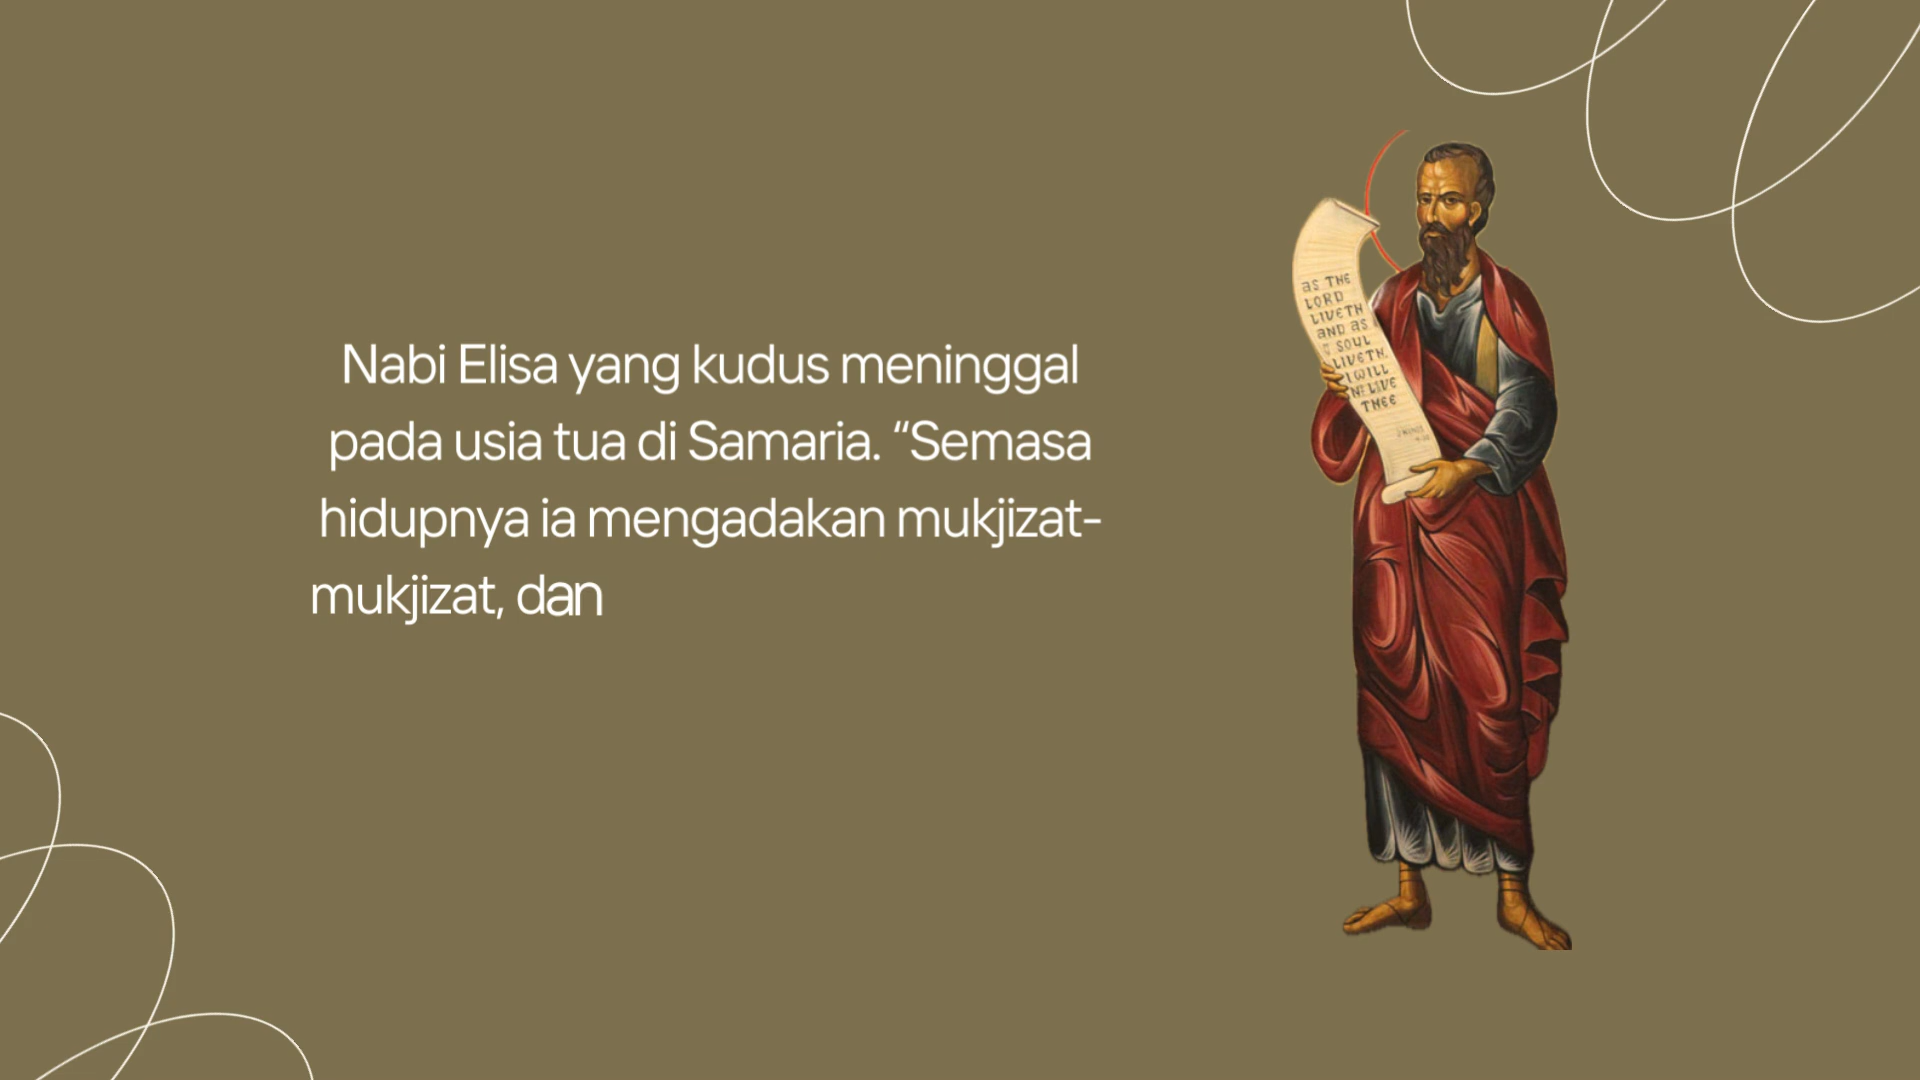 Nabi Elisa yang kudus meninggal
pada usia tua di Samaria. “Semasa
hidupnya ia mengadakan mukjizat-
mukjizat, dan
as THE
LORD
LIVETH
AND as
SOUL
LIVETH.
I WILL
LIVE
THEE